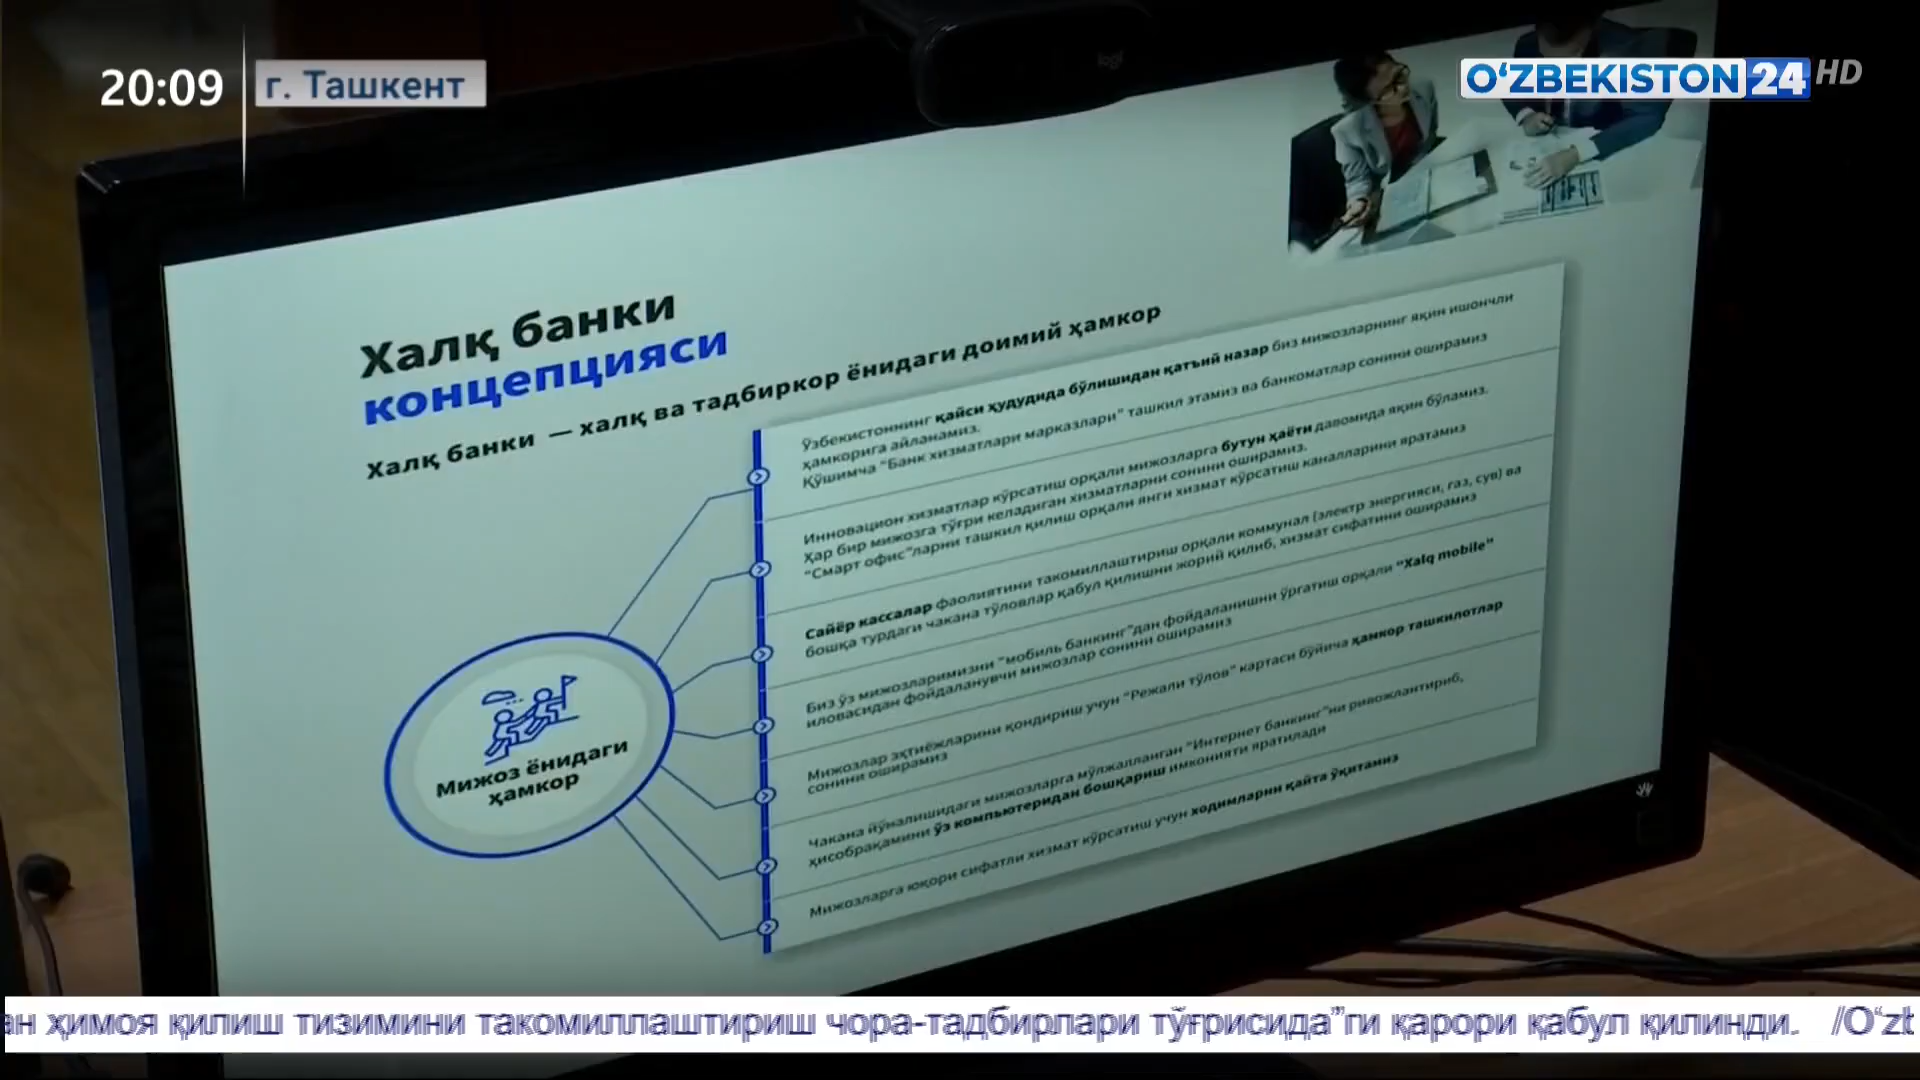 20:09
г. Ташкент
O‘ZBEKISTON 24 HD
logi
Халқ банки
концепцияси
Халқ банки — халқ ва тадбиркор ёнидаги доимий ҳамкор
Ўзбекистоннинг қайси ҳудудида бўлишидан қатъий назар биз мижозларнинг яқин ишончли
ҳамкорига айланамиз.
Қўшимча “Банк хизматлари марказлари” ташкил этамиз ва банкоматлар сонини оширамиз
Инновацион хизматлар кўрсатиш орқали мижозларга бутун ҳаёти давомида яқин бўламиз.
Ҳар бир мижозга тўғри келадиган хизматларни сонини оширамиз.
“Смарт офис”ларни ташкил қилиш орқали янги хизмат кўрсатиш каналларини яратамиз
Сайёр кассалар фаолиятини такомиллаштириш орқали коммунал (электр энергияси, газ, сув) ва
бошқа турдаги чакана тўловлар қабул қилишни жорий қилиб, хизмат сифатини оширамиз
Биз ўз мижозларимизни “мобиль банкинг”дан фойдаланишни ўргатиш орқали “Xalq mobile”
иловасидан фойдаланувчи мижозлар сонини оширамиз
Мижозлар эҳтиёжларини қондириш учун “Режали тўлов” картаси бўйича ҳамкор ташкилотлар
сонини оширамиз
Чакана йўналишидаги мижозларга мўлжалланган “Интернет банкинг”ни ривожлантириб,
ҳисобрақамини ўз компьютеридан бошқариш имконияти яратилади
Мижозларга юқори сифатли хизмат кўрсатиш учун ходимларни қайта ўқитамиз
Мижоз ёнидаги
ҳамкор
ан ҳимоя қилиш тизимини такомиллаштириш чора-тадбирлари тўғрисида”ги қарори қабул қилинди. //O‘zb